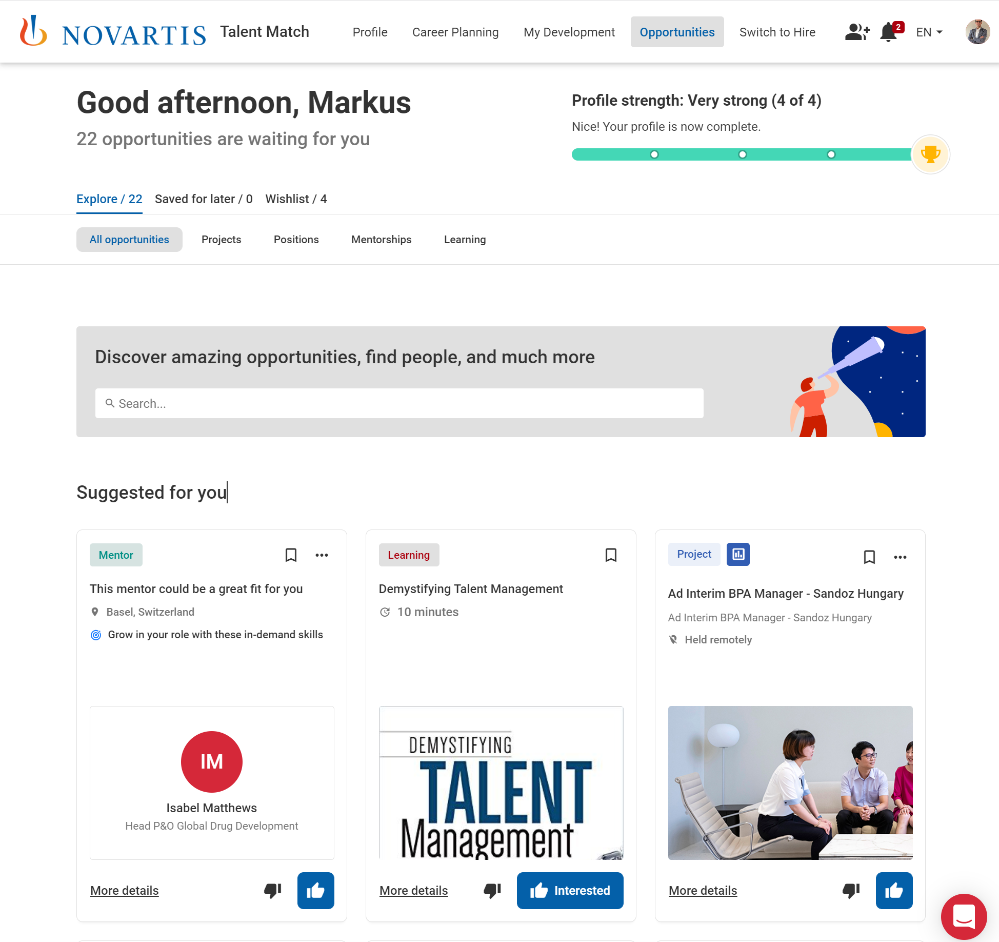 NOVARTIS Talent Match Profile Career Planning My Development Opportunities Switch to Hire 2 EN
Good afternoon, Markus
22 opportunities are waiting for you
Profile strength: Very strong (4 of 4)
Nice! Your profile is now complete.
Explore / 22 Saved for later / 0 Wishlist / 4
All opportunities Projects Positions Mentorships Learning
Discover amazing opportunities, find people, and much more
Search...
Suggested for you
Mentor
This mentor could be a great fit for you
Basel, Switzerland
Grow in your role with these in-demand skills
IM
Isabel Matthews
Head P&O Global Drug Development
More details
Learning
Demystifying Talent Management
10 minutes
DEMYSTIFYING
TALENT
Management
More details Interested
Project
Ad Interim BPA Manager - Sandoz Hungary
Ad Interim BPA Manager - Sandoz Hungary
Held remotely
More details